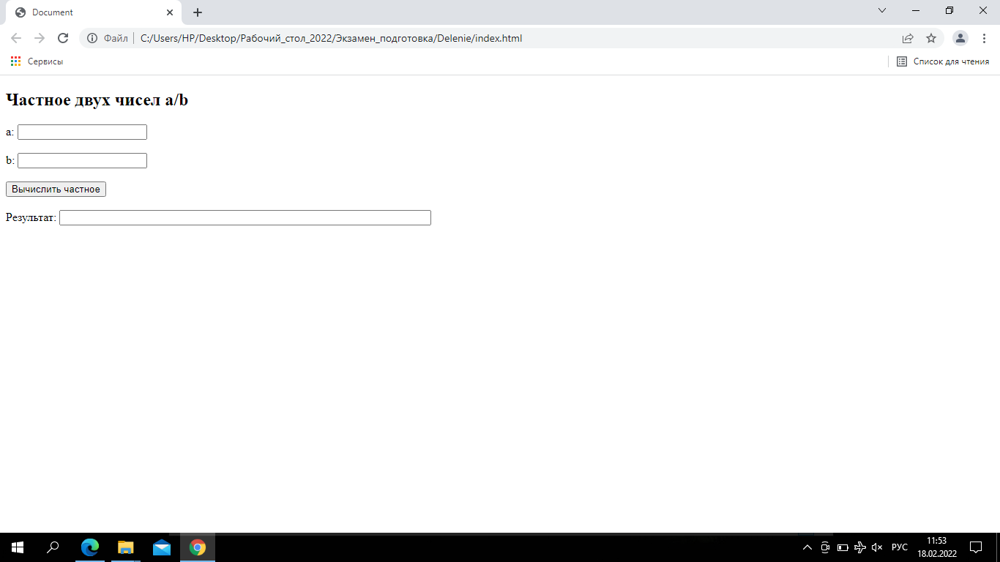 Document
Файл
C:/Users/HP/Desktop/Рабочий_стол_2022/Экзамен_подготовка/Delenie/index.html
Сервисы
Список для чтения
Частное двух чисел a/b
a:
b:
Вычислить частное
Результат:
РУС
11:53
18.02.2022